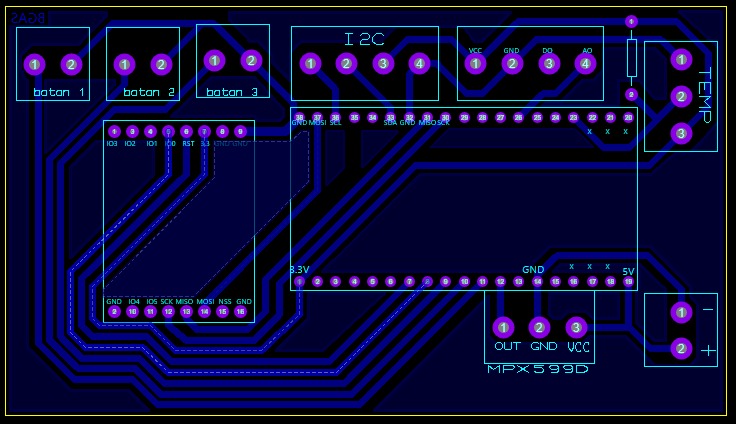 BGAS
1 2
batan 1
1 2
batan 2
1 2
batan 3
I2C
1 2 3 4
VCC GND DO AO
1 2 3 4
1
2
TEMP
1
2
3
1 3 4 5 6 7 8 9
IO3 IO2 IO1 IO0 RST 3.3 GND GND
38 37 36 35 34 33 32 31 30 29 28 27 26 25 24 23 22 21 20
GND MOSI SCL SDA GND MISO SCK
x x x
GND IO4 IO5 SCK MISO MOSI NSS GND
2 10 11 12 13 14 15 16
3.3V GND x x x 5V
1 2 3 4 5 6 7 8 9 10 11 12 13 14 15 16 17 18 19
1 2 3
OUT GND VCC
MPX599D
1 -
2 +